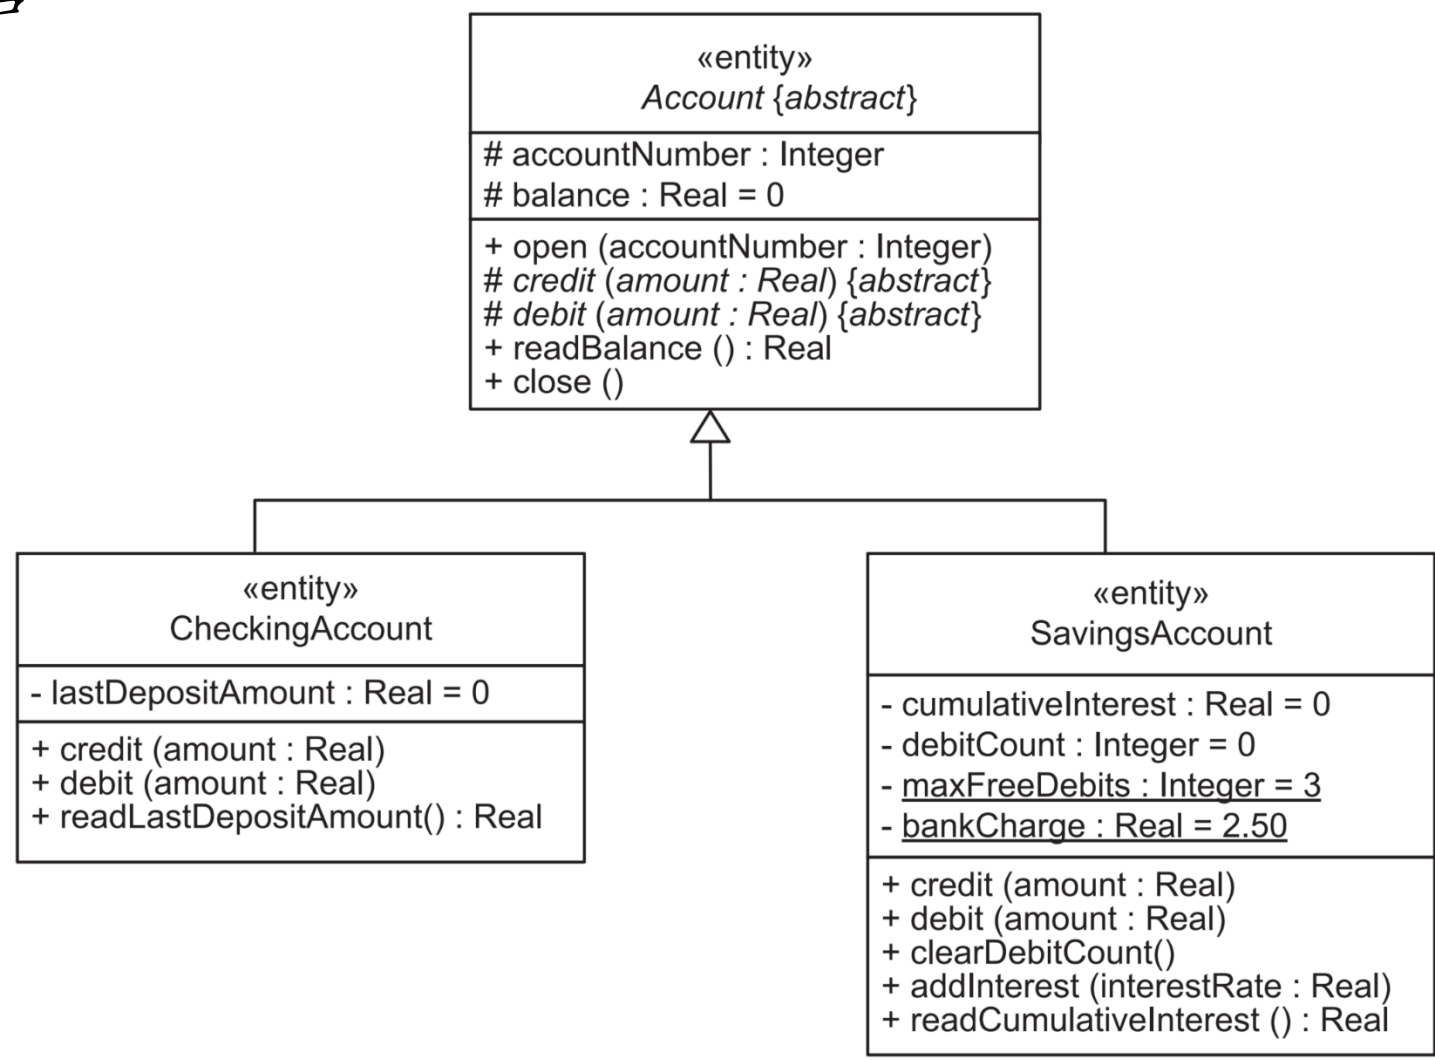 «entity»
Account {abstract}
# accountNumber : Integer
# balance : Real = 0
+ open (accountNumber : Integer)
# credit (amount : Real) {abstract}
# debit (amount : Real) {abstract}
+ readBalance () : Real
+ close ()
«entity»
CheckingAccount
- lastDepositAmount : Real = 0
+ credit (amount : Real)
+ debit (amount : Real)
+ readLastDepositAmount() : Real
«entity»
SavingsAccount
- cumulativeInterest : Real = 0
- debitCount : Integer = 0
- maxFreeDebits : Integer = 3
- bankCharge : Real = 2.50
+ credit (amount : Real)
+ debit (amount : Real)
+ clearDebitCount()
+ addInterest (interestRate : Real)
+ readCumulativeInterest () : Real